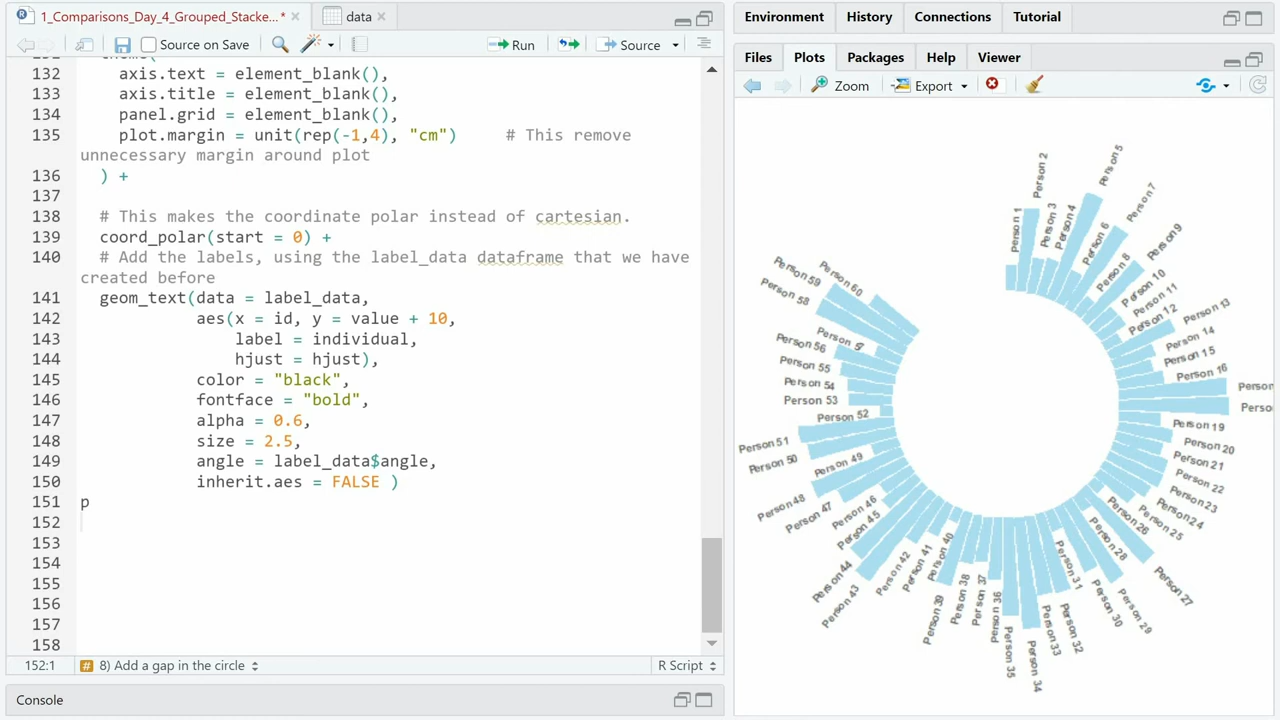 1_Comparisons_Day_4_Grouped_Stacke...* data
Environment History Connections Tutorial
Source on Save Run Source
Files Plots Packages Help Viewer
Zoom Export
132 axis.text = element_blank(),
133 axis.title = element_blank(),
134 panel.grid = element_blank(),
135 plot.margin = unit(rep(-1,4), "cm") # This remove
unnecessary margin around plot
136 ) +
137
138 # This makes the coordinate polar instead of cartesian.
139 coord_polar(start = 0) +
140 # Add the labels, using the label_data dataframe that we have
created before
141 geom_text(data = label_data,
142 aes(x = id, y = value + 10,
143 label = individual,
144 hjust = hjust),
145 color = "black",
146 fontface = "bold",
147 alpha = 0.6,
148 size = 2.5,
149 angle = label_data$angle,
150 inherit.aes = FALSE )
151 p
152
153
154
155
156
157
158
152:1 # 8) Add a gap in the circle R Script
Console
Person 1
Person 2
Person 3
Person 4
Person 5
Person 6
Person 7
Person 8
Person 9
Person 10
Person 11
Person 12
Person 13
Person 14
Person 15
Person 16
Person
Perso
Person 19
Person 20
Person 21
Person 22
Person 23
Person 24
Person 25
Person 26
Person 27
Person 28
Person 29
Person 30
Person 31
Person 32
Person 33
Person 34
Person 35
Person 36
Person 37
Person 38
Person 39
Person 40
Person 41
Person 42
Person 43
Person 44
Person 45
Person 46
Person 47
Person 48
Person 49
Person 50
Person 51
Person 52
Person 53
Person 54
Person 55
Person 56
Person 57
Person 58
Person 59
Person 60